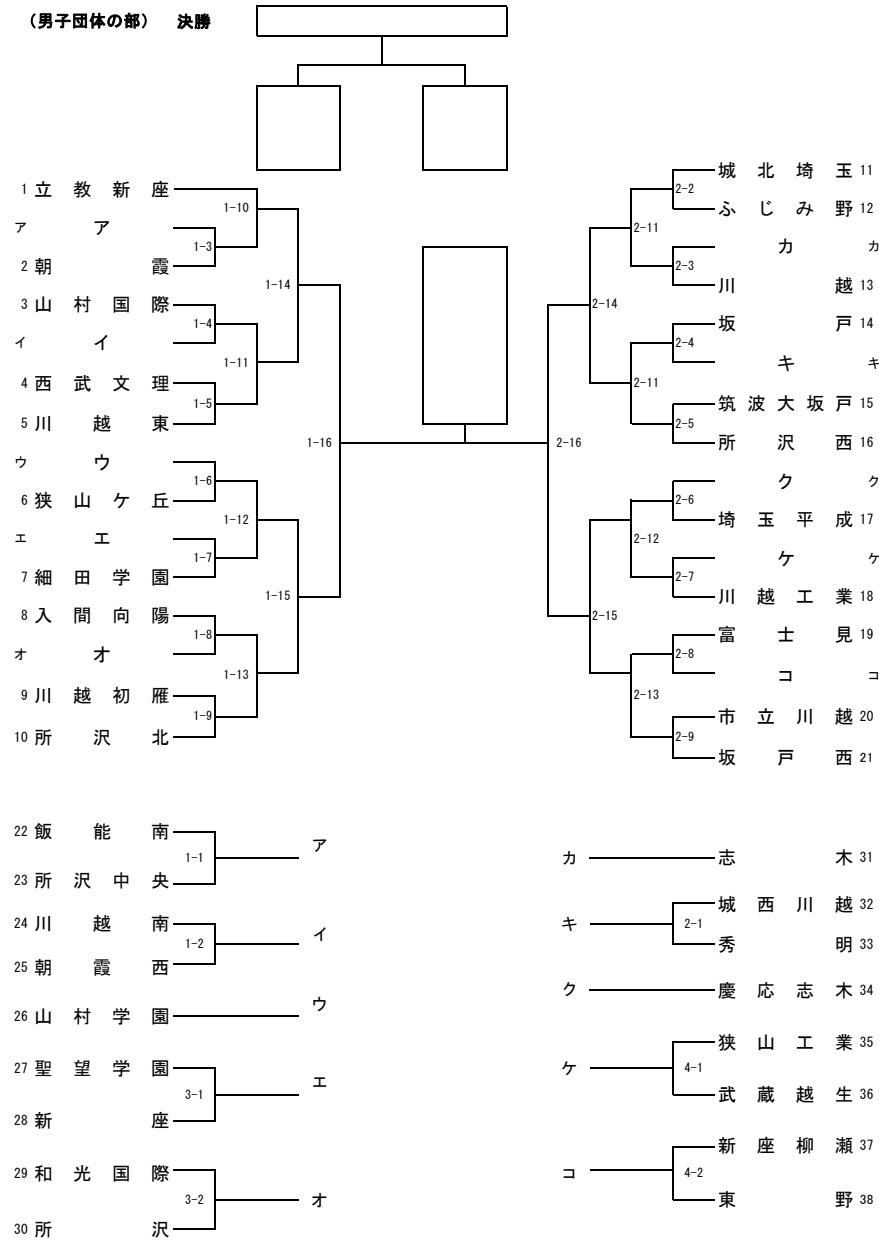 (男子団体の部) 決勝
1 立教新座
1-10
ア ア
1-3
2 朝霞
1-14
3 山村国際
1-4
イ イ
1-11
4 西武文理
1-5
5 川越東
1-16
ウ ウ
1-6
6 狭山ケ丘
1-12
エ エ
1-7
7 細田学園
1-15
8 入間向陽
1-8
オ オ
1-13
9 川越初雁
1-9
10 所沢北
城北埼玉 11
2-2
ふじみ野 12
2-11
カ カ
2-3
川越 13
2-14
坂戸 14
2-4
キ キ
2-11
筑波大坂戸 15
2-5
所沢西 16
2-16
ク ク
2-6
埼玉平成 17
2-12
ケ ケ
2-7
川越工業 18
2-15
富士見 19
2-8
コ コ
2-13
市立川越 20
2-9
坂戸西 21
22 飯能南
1-1 ア
23 所沢中央
24 川越南
1-2 イ
25 朝霞西
26 山村学園 ウ
27 聖望学園
3-1 エ
28 新座
29 和光国際
3-2 オ
30 所沢
カ 志木 31
城西川越 32
キ 2-1
秀明 33
ク 慶応志木 34
狭山工業 35
ケ 4-1
武蔵越生 36
新座柳瀬 37
コ 4-2
東野 38